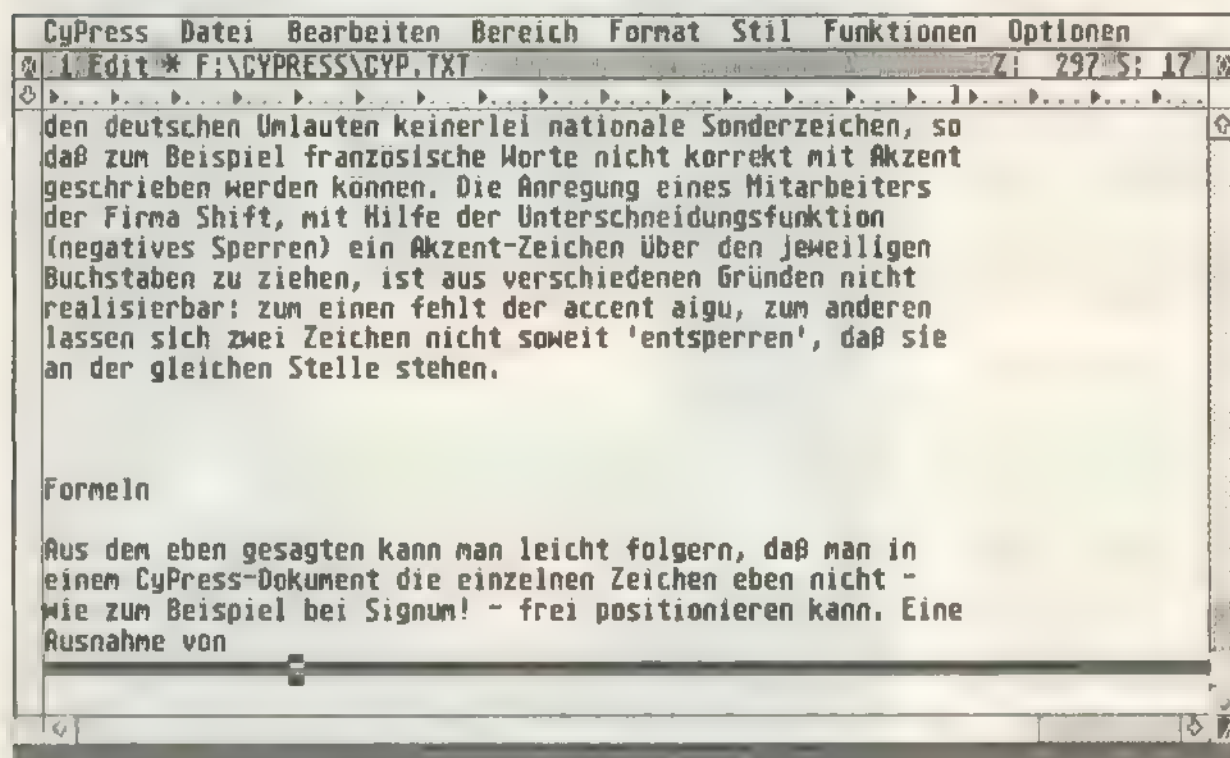 CyPress Datei Bearbeiten Bereich Format Stil Funktionen Optionen
1 Edit * F:\CYPRESS\CYP.TXT Z: 297 S: 17
den deutschen Umlauten keinerlei nationale Sonderzeichen, so
daß zum Beispiel französische Worte nicht korrekt mit Akzent
geschrieben werden können. Die Anregung eines Mitarbeiters
der Firma Shift, mit Hilfe der Unterschneidungsfunktion
(negatives Sperren) ein Akzent-Zeichen über den jeweiligen
Buchstaben zu ziehen, ist aus verschiedenen Gründen nicht
realisierbar: zum einen fehlt der accent aigu, zum anderen
lassen sich zwei Zeichen nicht soweit 'entsperren', daß sie
an der gleichen Stelle stehen.
Formeln
Aus dem eben gesagten kann man leicht folgern, daß man in
einem CyPress-Dokument die einzelnen Zeichen eben nicht -
wie zum Beispiel bei Signum! - frei positionieren kann. Eine
Ausnahme von